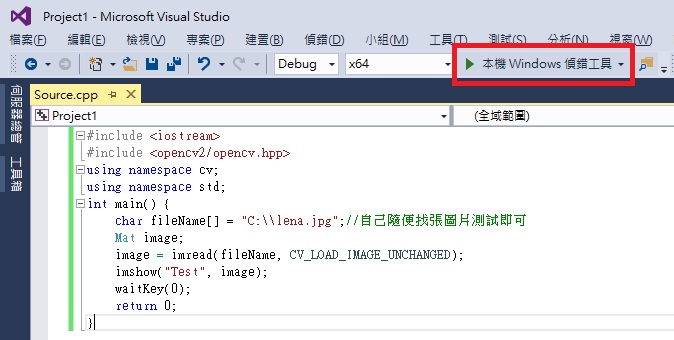 Project1 - Microsoft Visual Studio
檔案(F) 編輯(E) 檢視(V) 專案(P) 建置(B) 偵錯(D) 小組(M) 工具(T) 測試(S) 分析(N) 視窗(W)
Debug x64 本機 Windows 偵錯工具
伺服器總管
工具箱
Source.cpp
Project1 (全域範圍)
#include <iostream>
#include <opencv2/opencv.hpp>
using namespace cv;
using namespace std;
int main() {
char fileName[] = "C:\\lena.jpg";//自己隨便找張圖片測試即可
Mat image;
image = imread(fileName, CV_LOAD_IMAGE_UNCHANGED);
imshow("Test", image);
waitKey(0);
return 0;
}